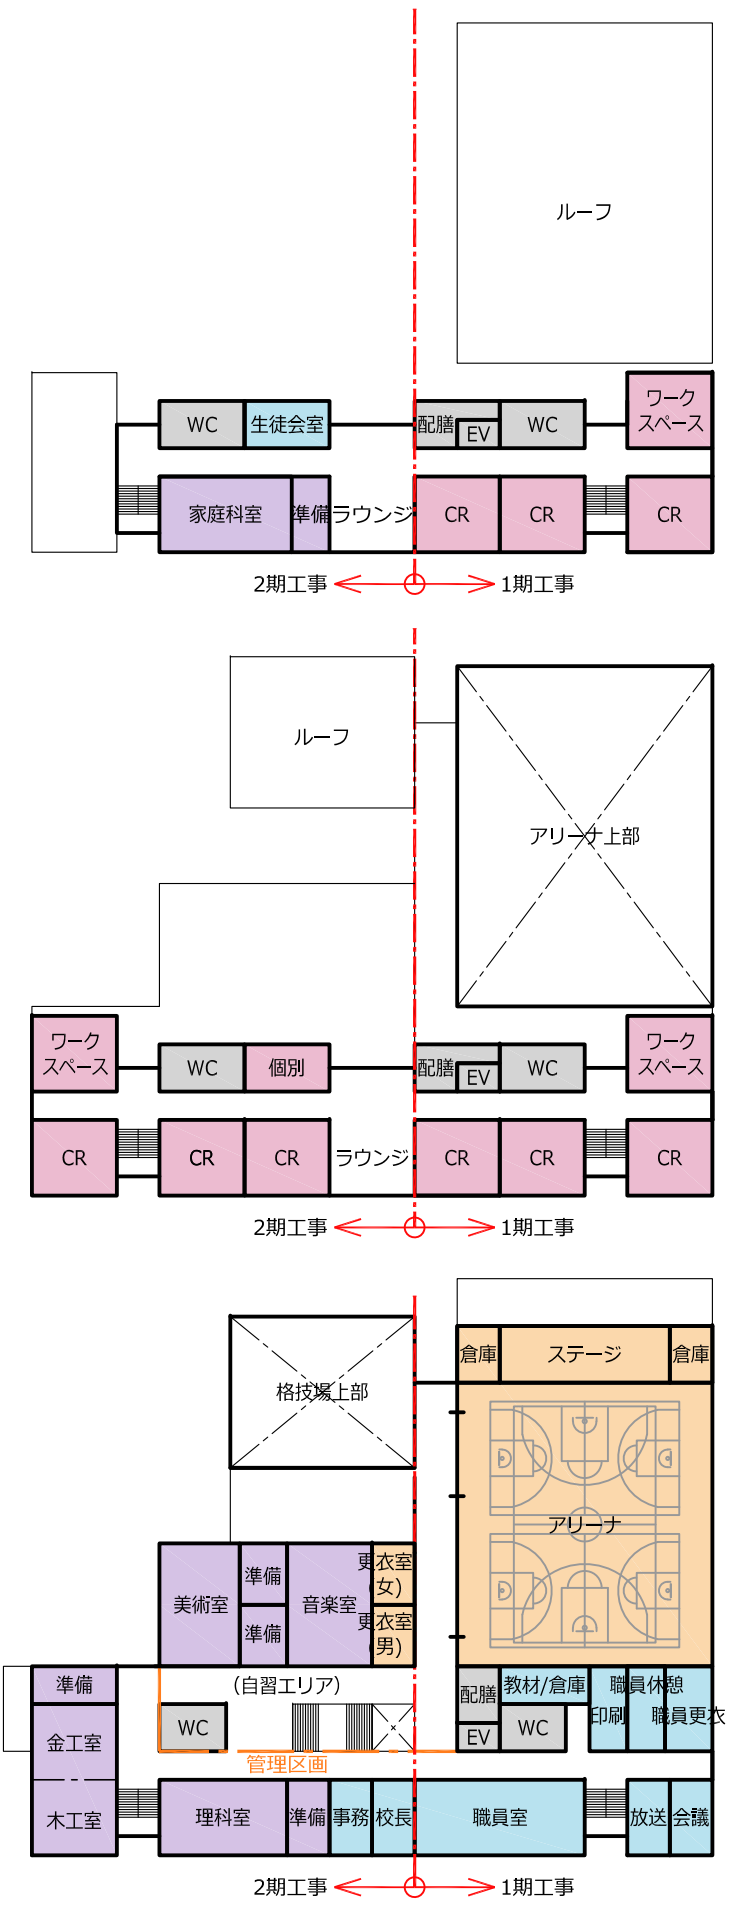 ルーフ
ワーク
スペース
WC
生徒会室
配膳
EV
WC
家庭科室
準備
ラウンジ
CR
CR
CR
2期工事
1期工事
ルーフ
アリーナ上部
ワーク
スペース
WC
個別
配膳
EV
WC
ワーク
スペース
CR
CR
CR
ラウンジ
CR
CR
CR
2期工事
1期工事
倉庫
ステージ
倉庫
格技場上部
アリーナ
美術室
準備
準備
音楽室
更衣室
(女)
更衣室
(男)
準備
(自習エリア)
配膳
教材/倉庫
職員休憩
印刷
職員更衣
金工室
WC
EV
WC
管理区画
木工室
理科室
準備
事務
校長
職員室
放送
会議
2期工事
1期工事